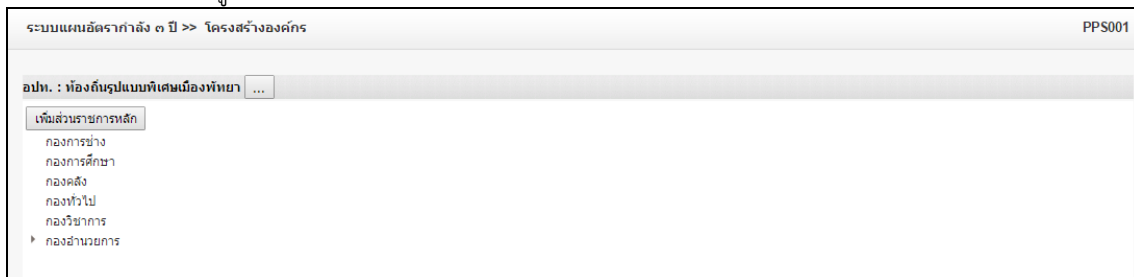 ระบบแผนอัตรากำลัง ๓ ปี >> โครงสร้างองค์กร PPS001
อปท. : ท้องถิ่นรูปแบบพิเศษเมืองพัทยา ...
เพิ่มส่วนราชการหลัก
กองการช่าง
กองการศึกษา
กองคลัง
กองทั่วไป
กองวิชาการ
กองอำนวยการ